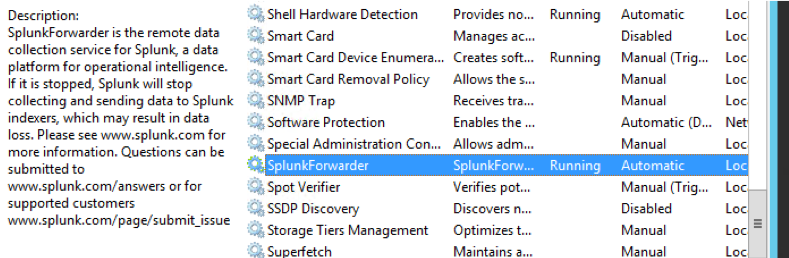 Description:
SplunkForwarder is the remote data
collection service for Splunk, a data
platform for operational intelligence.
If it is stopped, Splunk will stop
collecting and sending data to Splunk
indexers, which may result in data
loss. Please see www.splunk.com for
more information. Questions can be
submitted to
www.splunk.com/answers or for
supported customers
www.splunk.com/page/submit_issue
Shell Hardware Detection Provides no... Running Automatic Loc
Smart Card Manages ac... Disabled Loc
Smart Card Device Enumera... Creates soft... Running Manual (Trig... Loc
Smart Card Removal Policy Allows the s... Manual Loc
SNMP Trap Receives tra... Manual Loc
Software Protection Enables the ... Automatic (D... Net
Special Administration Con... Allows adm... Manual Loc
SplunkForwarder SplunkForw... Running Automatic Loc
Spot Verifier Verifies pot... Manual (Trig... Loc
SSDP Discovery Discovers n... Disabled Loc
Storage Tiers Management Optimizes t... Manual Loc
Superfetch Maintains a... Manual Loc